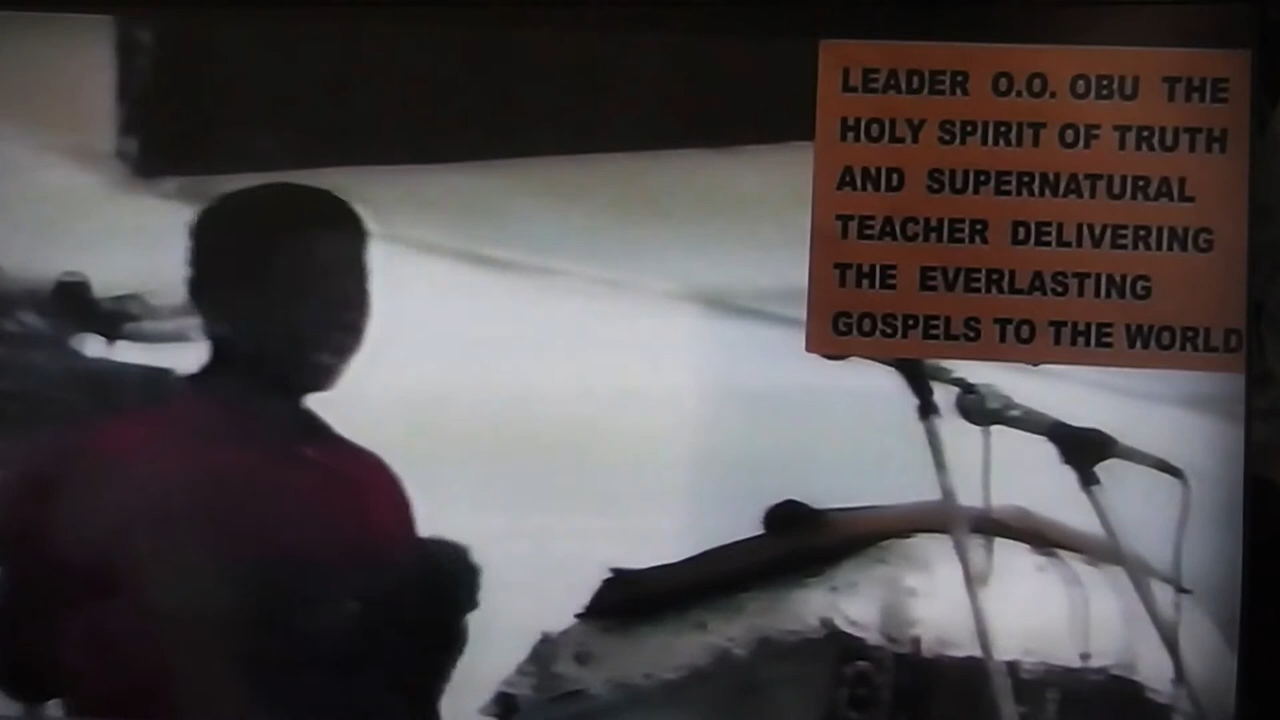 LEADER O.O. OBU THE
HOLY SPIRIT OF TRUTH
AND SUPERNATURAL
TEACHER DELIVERING
THE EVERLASTING
GOSPELS TO THE WORLD